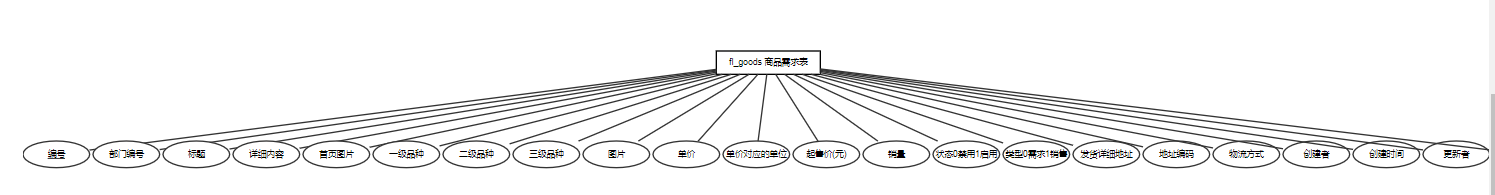 fl_goods 商品需求表
编号
部门编号
标题
详细内容
首页图片
一级品种
二级品种
三级品种
图片
单价
单价对应的单位
起售价(元)
销量
状态0禁用1启用
类型0需求1销售
发货详细地址
地址编码
物流方式
创建者
创建时间
更新者